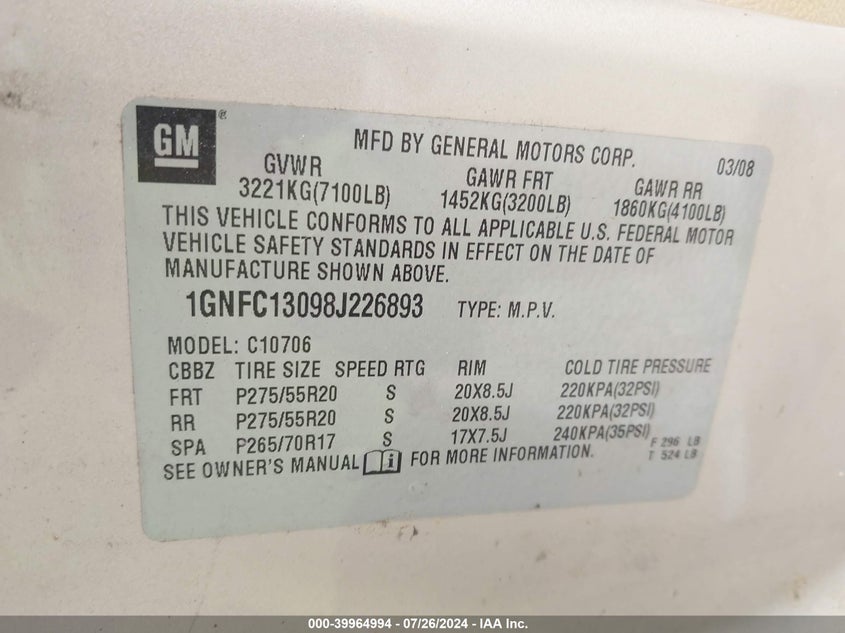 GM®
MFD BY GENERAL MOTORS CORP. 03/08
GVWR GAWR FRT GAWR RR
3221KG(7100LB) 1452KG(3200LB) 1860KG(4100LB)
THIS VEHICLE CONFORMS TO ALL APPLICABLE U.S. FEDERAL MOTOR
VEHICLE SAFETY STANDARDS IN EFFECT ON THE DATE OF
MANUFACTURE SHOWN ABOVE.
1GNFC13098J226893 TYPE: M.P.V.
MODEL: C10706
CBBZ TIRE SIZE SPEED RTG RIM COLD TIRE PRESSURE
FRT P275/55R20 S 20X8.5J 220KPA(32PSI)
RR P275/55R20 S 20X8.5J 220KPA(32PSI)
SPA P265/70R17 S 17X7.5J 240KPA(35PSI) F 296 LB
T 524 LB
SEE OWNER'S MANUAL i FOR MORE INFORMATION.
000-39964994 / 07/26/2024 - IAA Inc.